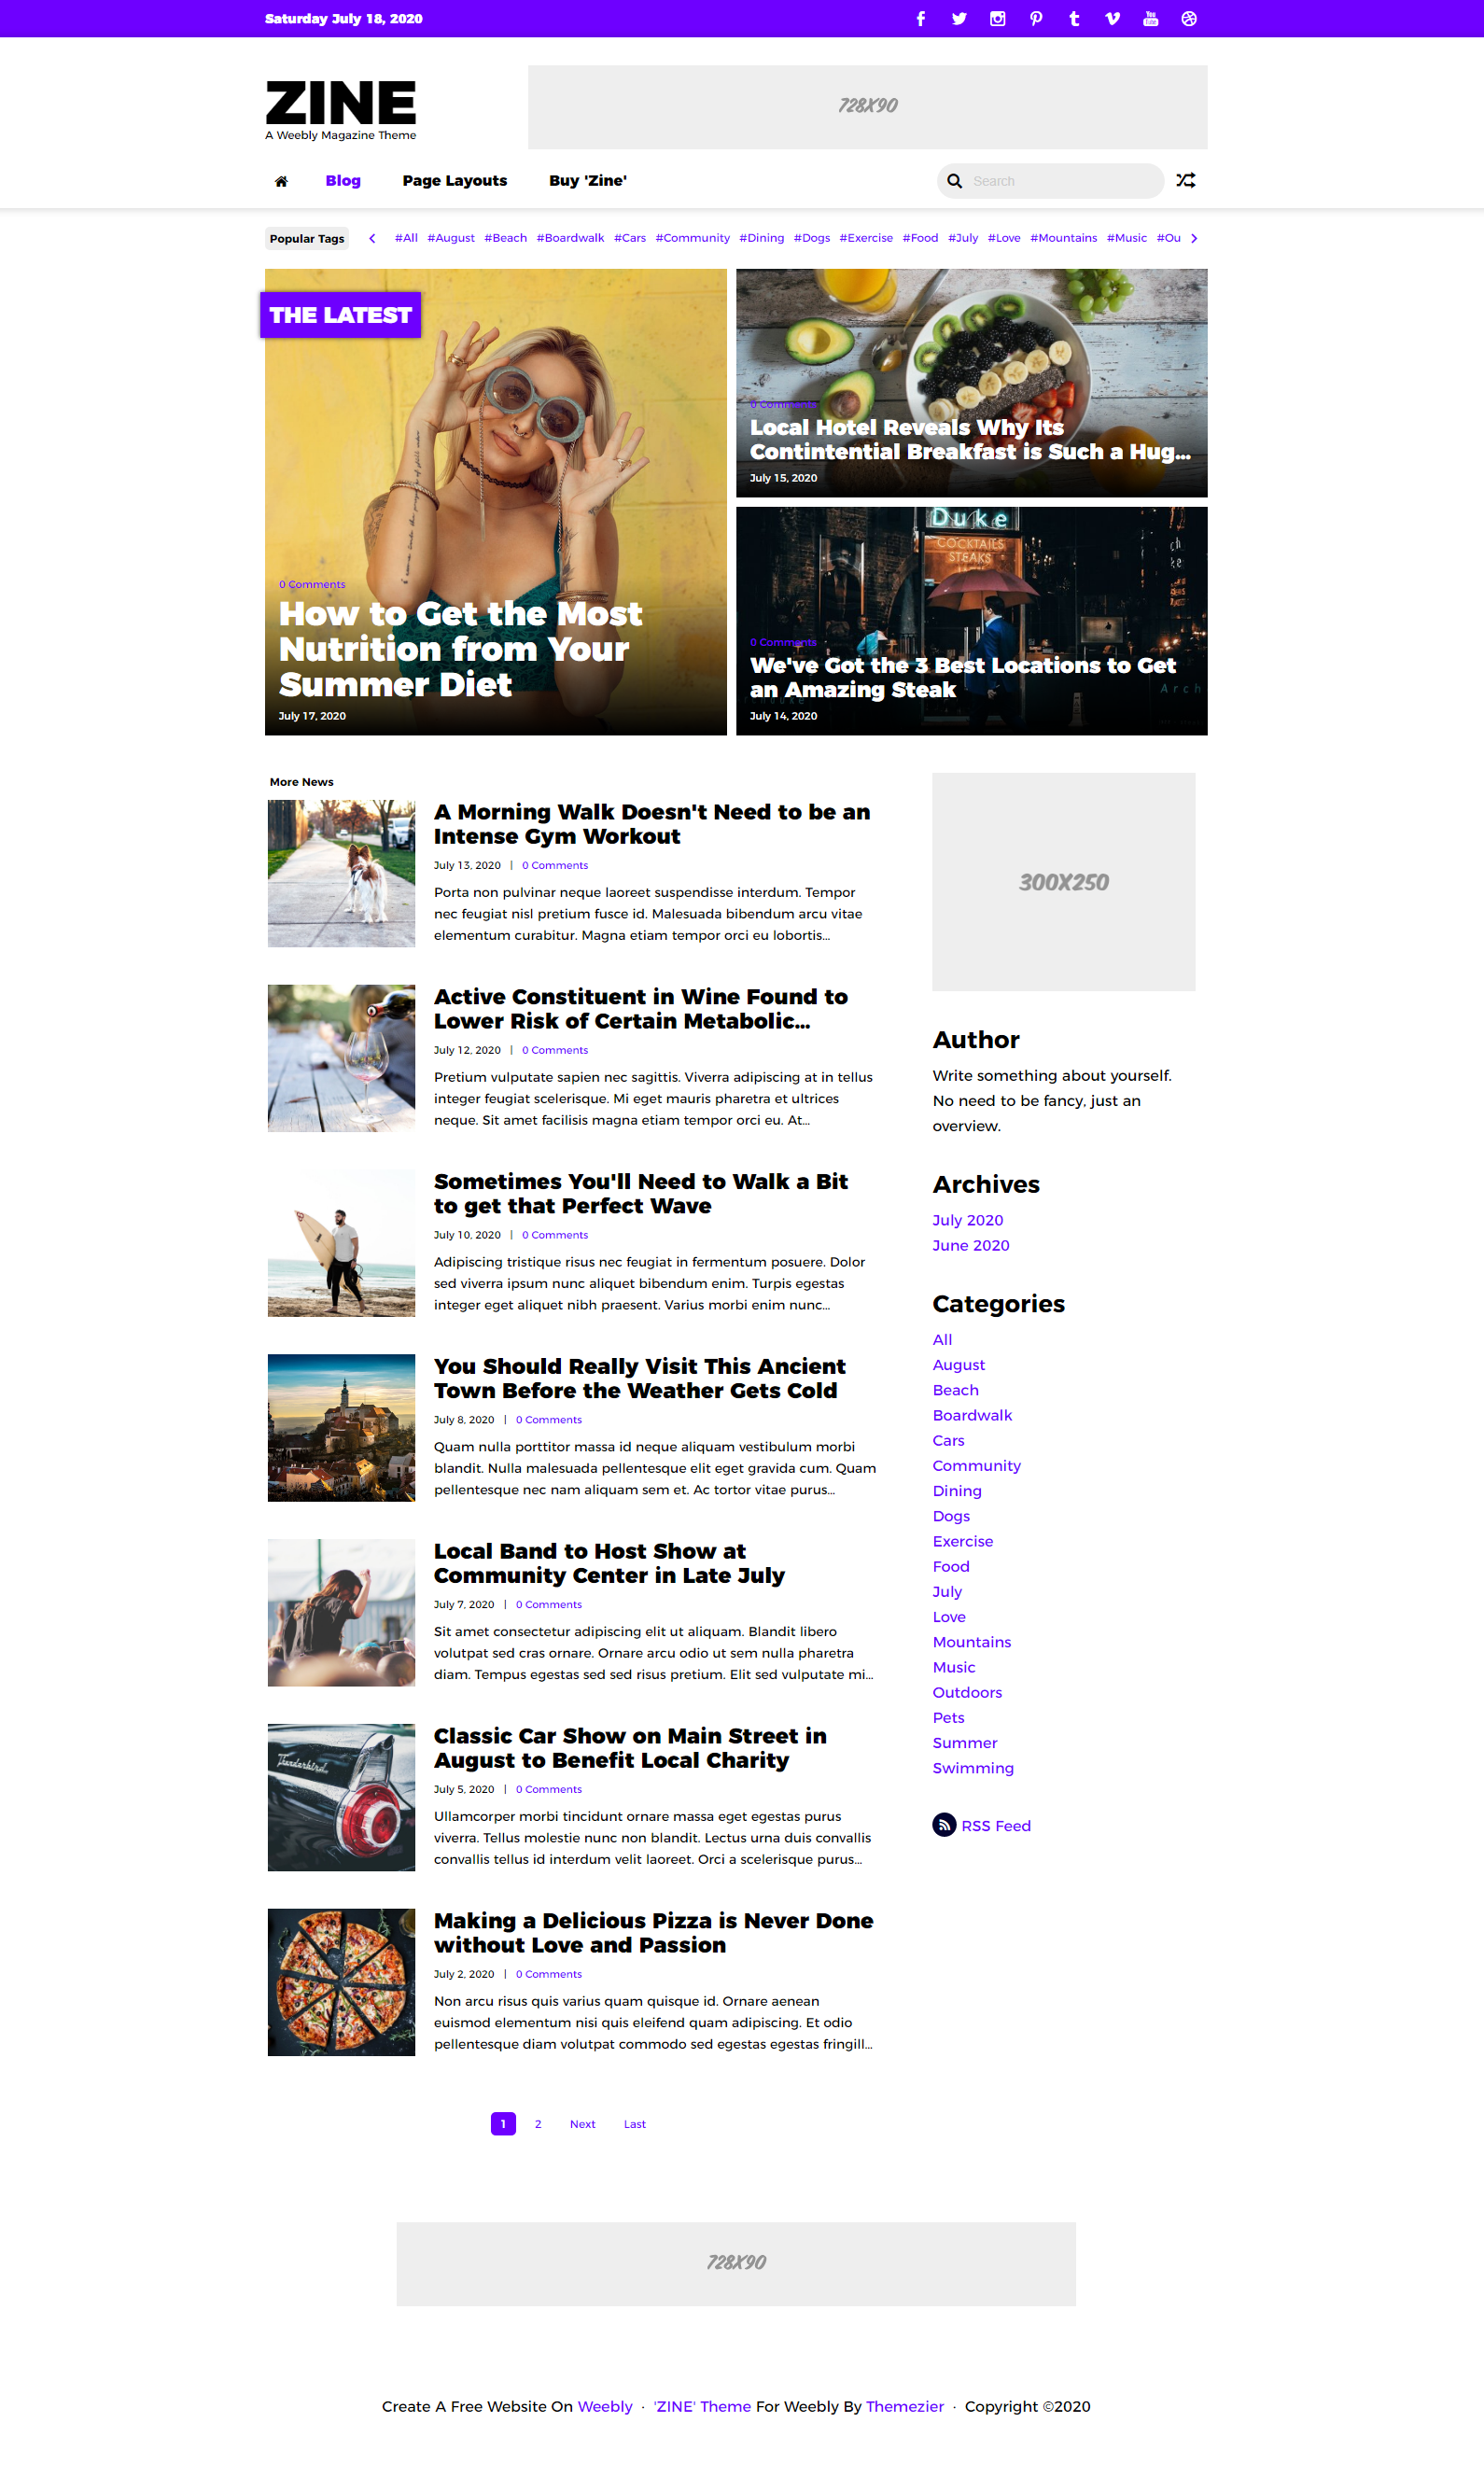 Saturday July 18, 2020
ZINE
A Weebly Magazine Theme
728X90
Blog
Page Layouts
Buy 'Zine'
Search
Popular Tags
#All #August #Beach #Boardwalk #Cars #Community #Dining #Dogs #Exercise #Food #July #Love #Mountains #Music #Ou
THE LATEST
0 Comments
How to Get the Most
Nutrition from Your
Summer Diet
July 17, 2020
0 Comments
Local Hotel Reveals Why Its
Contintential Breakfast is Such a Hug...
July 15, 2020
Duke
COCKTAILS
STEAKS
0 Comments
We've Got the 3 Best Locations to Get
an Amazing Steak
Arch
July 14, 2020
More News
A Morning Walk Doesn't Need to be an
Intense Gym Workout
July 13, 2020 | 0 Comments
Porta non pulvinar neque laoreet suspendisse interdum. Tempor
nec feugiat nisl pretium fusce id. Malesuada bibendum arcu vitae
elementum curabitur. Magna etiam tempor orci eu lobortis...
Active Constituent in Wine Found to
Lower Risk of Certain Metabolic...
July 12, 2020 | 0 Comments
Pretium vulputate sapien nec sagittis. Viverra adipiscing at in tellus
integer feugiat scelerisque. Mi eget mauris pharetra et ultrices
neque. Sit amet facilisis magna etiam tempor orci eu. At...
Sometimes You'll Need to Walk a Bit
to get that Perfect Wave
July 10, 2020 | 0 Comments
Adipiscing tristique risus nec feugiat in fermentum posuere. Dolor
sed viverra ipsum nunc aliquet bibendum enim. Turpis egestas
integer eget aliquet nibh praesent. Varius morbi enim nunc...
You Should Really Visit This Ancient
Town Before the Weather Gets Cold
July 8, 2020 | 0 Comments
Quam nulla porttitor massa id neque aliquam vestibulum morbi
blandit. Nulla malesuada pellentesque elit eget gravida cum. Quam
pellentesque nec nam aliquam sem et. Ac tortor vitae purus...
Local Band to Host Show at
Community Center in Late July
July 7, 2020 | 0 Comments
Sit amet consectetur adipiscing elit ut aliquam. Blandit libero
volutpat sed cras ornare. Ornare arcu odio ut sem nulla pharetra
diam. Tempus egestas sed sed risus pretium. Elit sed vulputate mi...
Thunderbird
Classic Car Show on Main Street in
August to Benefit Local Charity
July 5, 2020 | 0 Comments
Ullamcorper morbi tincidunt ornare massa eget egestas purus
viverra. Tellus molestie nunc non blandit. Lectus urna duis convallis
convallis tellus id interdum velit laoreet. Orci a scelerisque purus...
Making a Delicious Pizza is Never Done
without Love and Passion
July 2, 2020 | 0 Comments
Non arcu risus quis varius quam quisque id. Ornare aenean
euismod elementum nisi quis eleifend quam adipiscing. Et odio
pellentesque diam volutpat commodo sed egestas egestas fringill...
1 2 Next Last
300X250
Author
Write something about yourself.
No need to be fancy, just an
overview.
Archives
July 2020
June 2020
Categories
All
August
Beach
Boardwalk
Cars
Community
Dining
Dogs
Exercise
Food
July
Love
Mountains
Music
Outdoors
Pets
Summer
Swimming
RSS Feed
728X90
Create A Free Website On Weebly · 'ZINE' Theme For Weebly By Themezier · Copyright ©2020